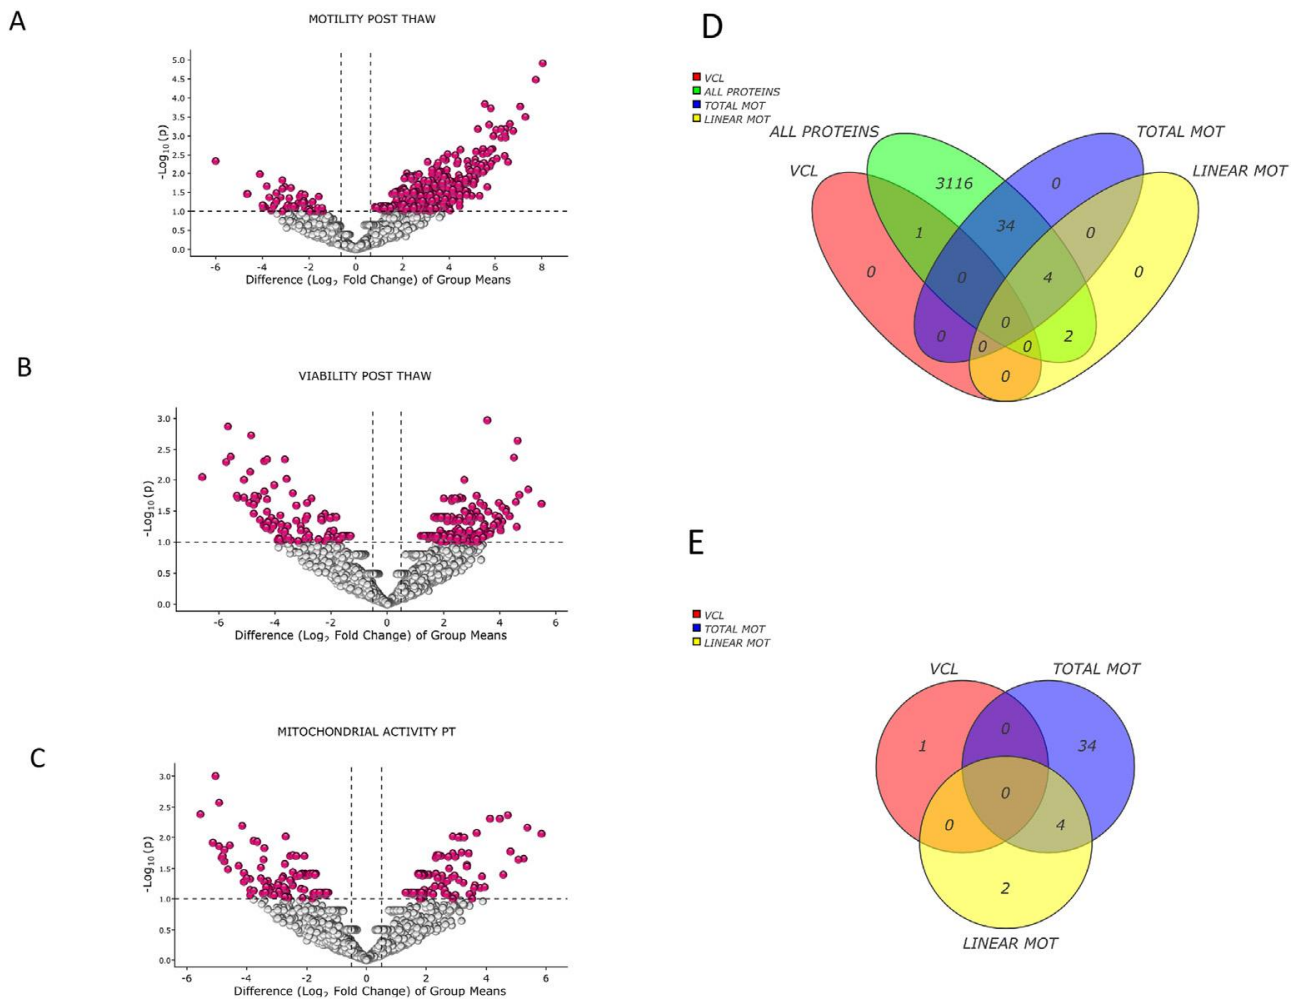 A
MOTILITY POST THAW
-Log10 (p)
5.0
4.5
4.0
3.5
3.0
2.5
2.0
1.5
1.0
0.5
0.0
-6 -4 -2 0 2 4 6 8
Difference (Log2 Fold Change) of Group Means
B
VIABILITY POST THAW
-Log10 (p)
3.0
2.5
2.0
1.5
1.0
0.5
0.0
-6 -4 -2 0 2 4 6
Difference (Log2 Fold Change) of Group Means
C
MITOCHONDRIAL ACTIVITY PT
-Log10 (p)
3.0
2.5
2.0
1.5
1.0
0.5
0.0
-6 -4 -2 0 2 4 6
Difference (Log2 Fold Change) of Group Means
D
VCL
ALL PROTEINS
TOTAL MOT
LINEAR MOT
ALL PROTEINS TOTAL MOT
VCL LINEAR MOT
3116 0
1 34 0
0 0 4 0
0
0 0 0 2
0
E
VCL
TOTAL MOT
LINEAR MOT
VCL TOTAL MOT
0
1 34
0
0 4
2
LINEAR MOT